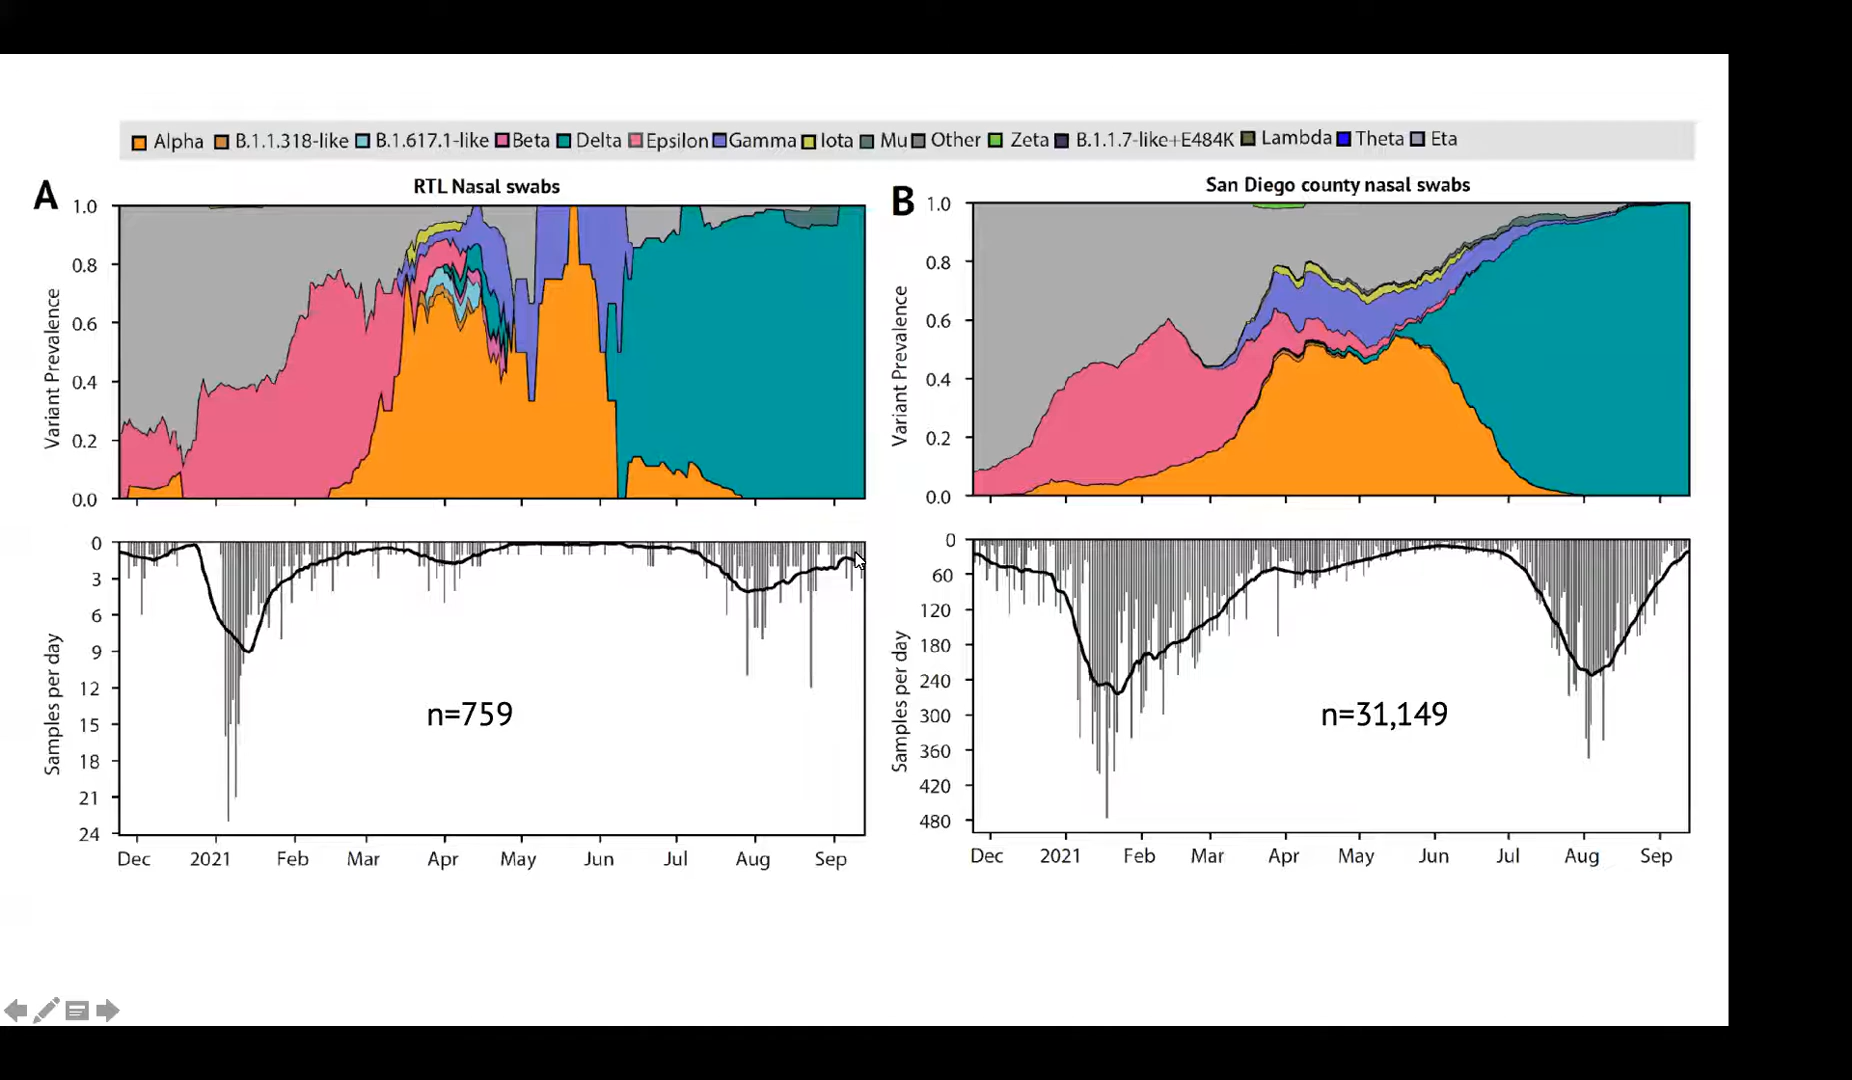 Alpha B.1.1.318-like B.1.617.1-like Beta Delta Epsilon Gamma Iota Mu Other Zeta B.1.1.7-like+E484K Lambda Theta Eta
A
RTL Nasal swabs
1.0
0.8
0.6
0.4
0.2
0.0
Variant Prevalence
0
3
6
9
12
15
18
21
24
Samples per day
n=759
Dec 2021 Feb Mar Apr May Jun Jul Aug Sep
B
San Diego county nasal swabs
1.0
0.8
0.6
0.4
0.2
0.0
Variant Prevalence
0
60
120
180
240
300
360
420
480
Samples per day
n=31,149
Dec 2021 Feb Mar Apr May Jun Jul Aug Sep